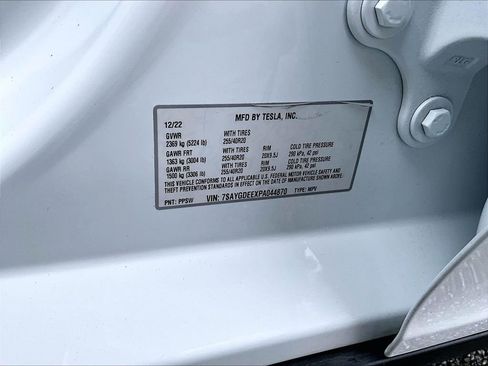 MFD BY TESLA, INC.
12/22
GVWR WITH TIRES
2369 kg (5224 lb) 255/40R20
GAWR FRT WITH TIRES RIM COLD TIRE PRESSURE
1363 kg (3004 lb) 255/40R20 20X9.5J 290 kPa, 42 psi
GAWR RR WITH TIRES RIM COLD TIRE PRESSURE
1500 kg (3306 lb) 255/40R20 20X9.5J 290 kPa, 42 psi
THIS VEHICLE CONFORMS TO ALL APPLICABLE U.S. FEDERAL MOTOR VEHICLE SAFETY AND
THEFT PREVENTION STANDARDS IN EFFECT ON THE DATE OF MANUFACTURE SHOWN ABOVE.
PNT: PPSW VIN: 7SAYGDEEXPA044870 TYPE: MPV